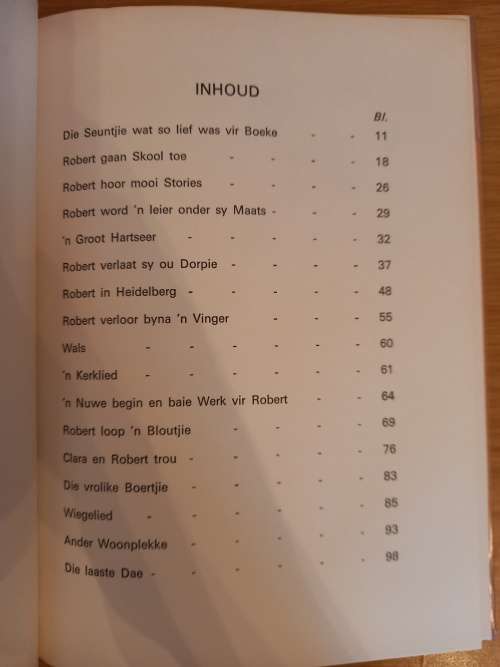 INHOUD
Bl.
Die Seuntjie wat so lief was vir Boeke - - 11
Robert gaan Skool toe - - - - 18
Robert hoor mooi Stories - - - - 26
Robert word 'n leier onder sy Maats - - - 29
'n Groot Hartseer - - - - - 32
Robert verlaat sy ou Dorpie - - - - 37
Robert in Heidelberg - - - - - 48
Robert verloor byna 'n Vinger - - - 55
Wals - - - - - - 60
'n Kerklied - - - - - - 61
'n Nuwe begin en baie Werk vir Robert - - 64
Robert loop 'n Bloutjie - - - - 69
Clara en Robert trou - - - - - 76
Die vrolike Boertjie - - - - - 83
Wiegelied - - - - - - 85
Ander Woonplekke - - - - - 93
Die laaste Dae - - - - - - 98